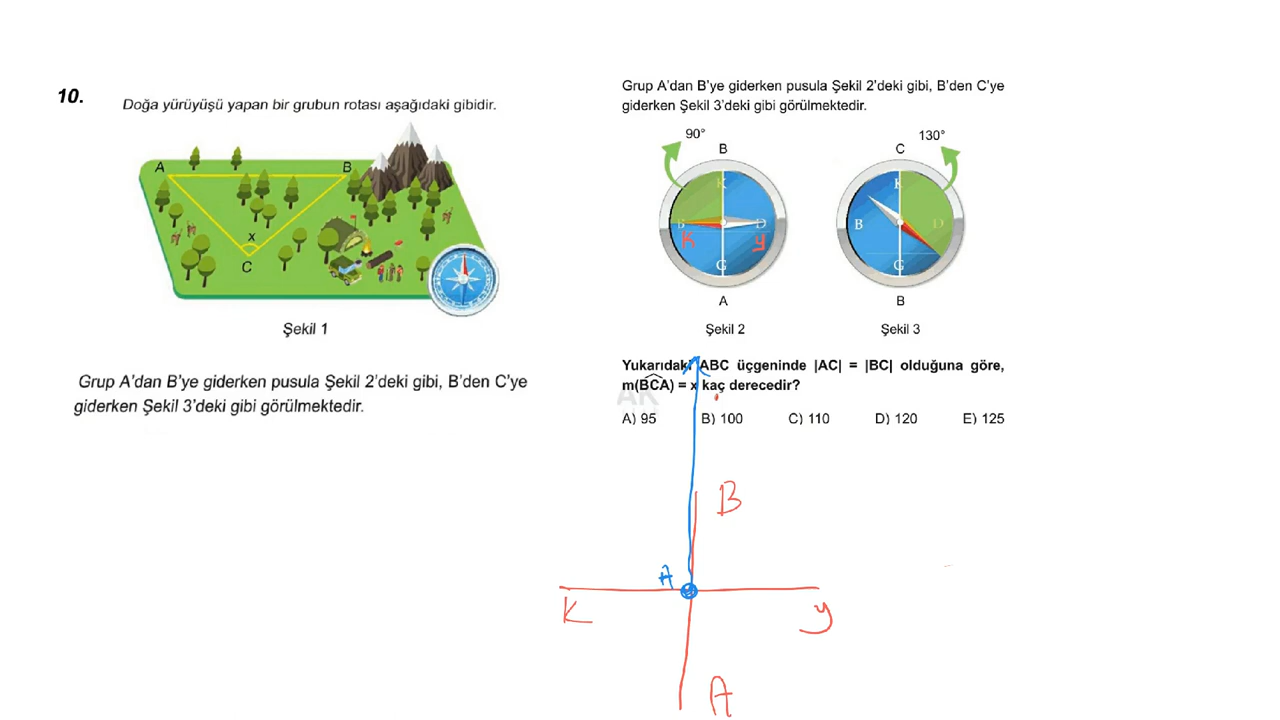 10.
Doğa yürüyüşü yapan bir grubun rotası aşağıdaki gibidir.
A
B
x
C
Şekil 1
Grup A'dan B'ye giderken pusula Şekil 2'deki gibi, B'den C'ye
giderken Şekil 3'deki gibi görülmektedir.
Grup A'dan B'ye giderken pusula Şekil 2'deki gibi, B'den C'ye
giderken Şekil 3'deki gibi görülmektedir.
90°
B
K
B
D
K
y
G
A
Şekil 2
130°
C
K
B
D
G
B
Şekil 3
Yukarıdaki ABC üçgeninde |AC| = |BC| olduğuna göre,
m(BCA) = x kaç derecedir?
A) 95 B) 100 C) 110 D) 120 E) 125
B
A
K
y
A